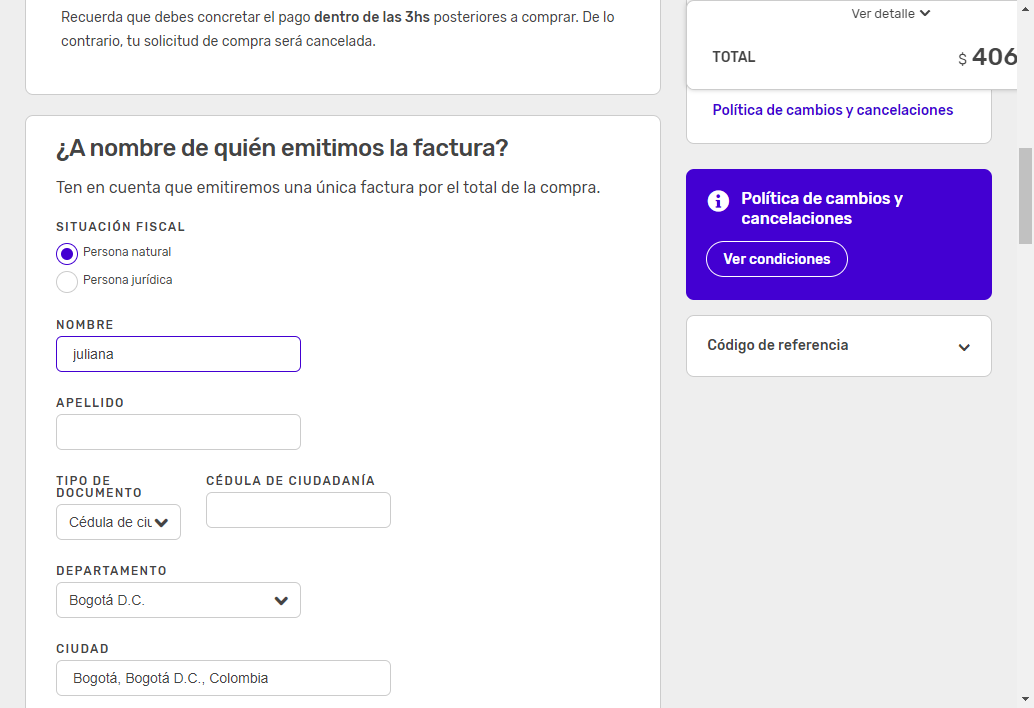 Recuerda que debes concretar el pago dentro de las 3hs posteriores a comprar. De lo
contrario, tu solicitud de compra será cancelada.
¿A nombre de quién emitimos la factura?
Ten en cuenta que emitiremos una única factura por el total de la compra.
SITUACIÓN FISCAL
Persona natural
Persona jurídica
NOMBRE
juliana
APELLIDO
TIPO DE
DOCUMENTO
CÉDULA DE CIUDADANÍA
Cédula de ciu
DEPARTAMENTO
Bogotá D.C.
CIUDAD
Bogotá, Bogotá D.C., Colombia
Ver detalle
TOTAL
$ 406
Política de cambios y cancelaciones
Política de cambios y
cancelaciones
Ver condiciones
Código de referencia